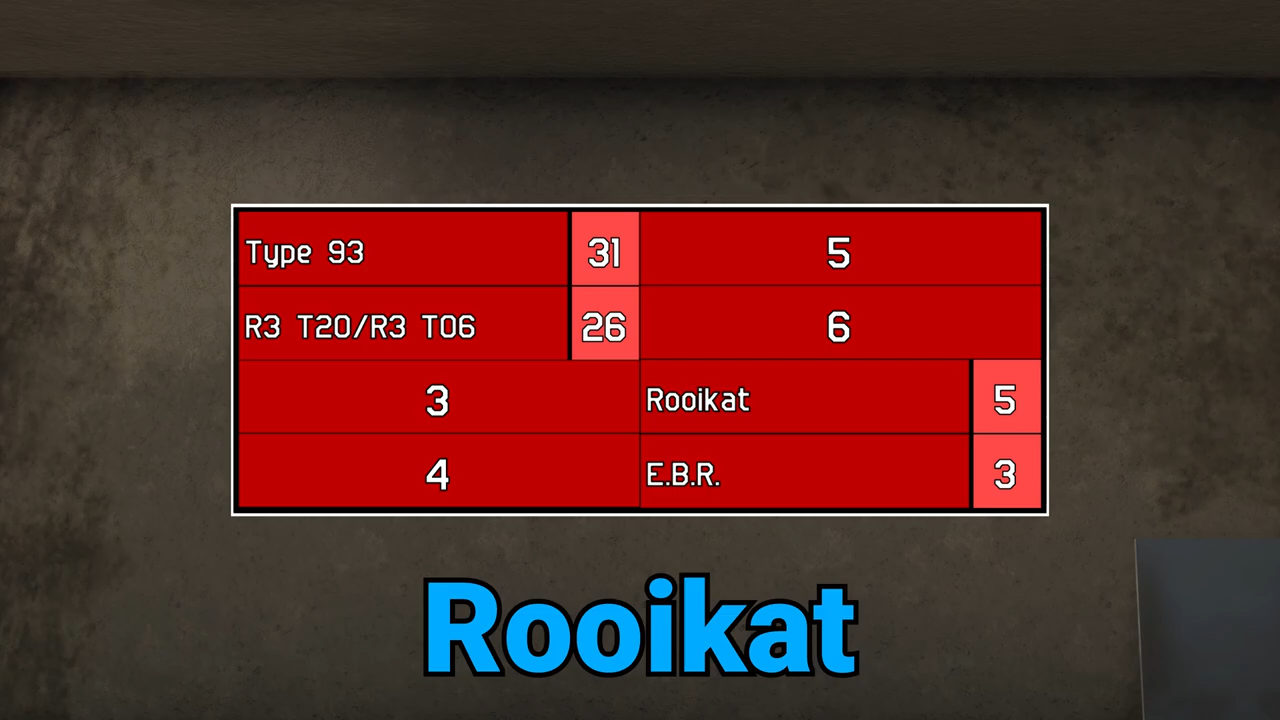 Type 93 31 5
R3 T20/R3 T06 26 6
3 Rooikat 5
4 E.B.R. 3
Rooikat